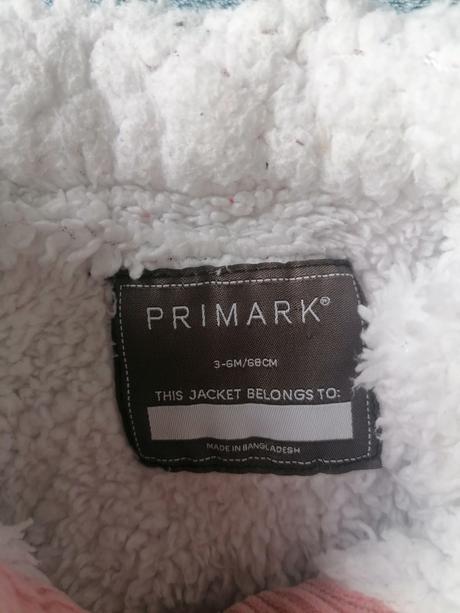 PRIMARK®
3-6M/68CM
THIS JACKET BELONGS TO:
MADE IN BANGLADESH